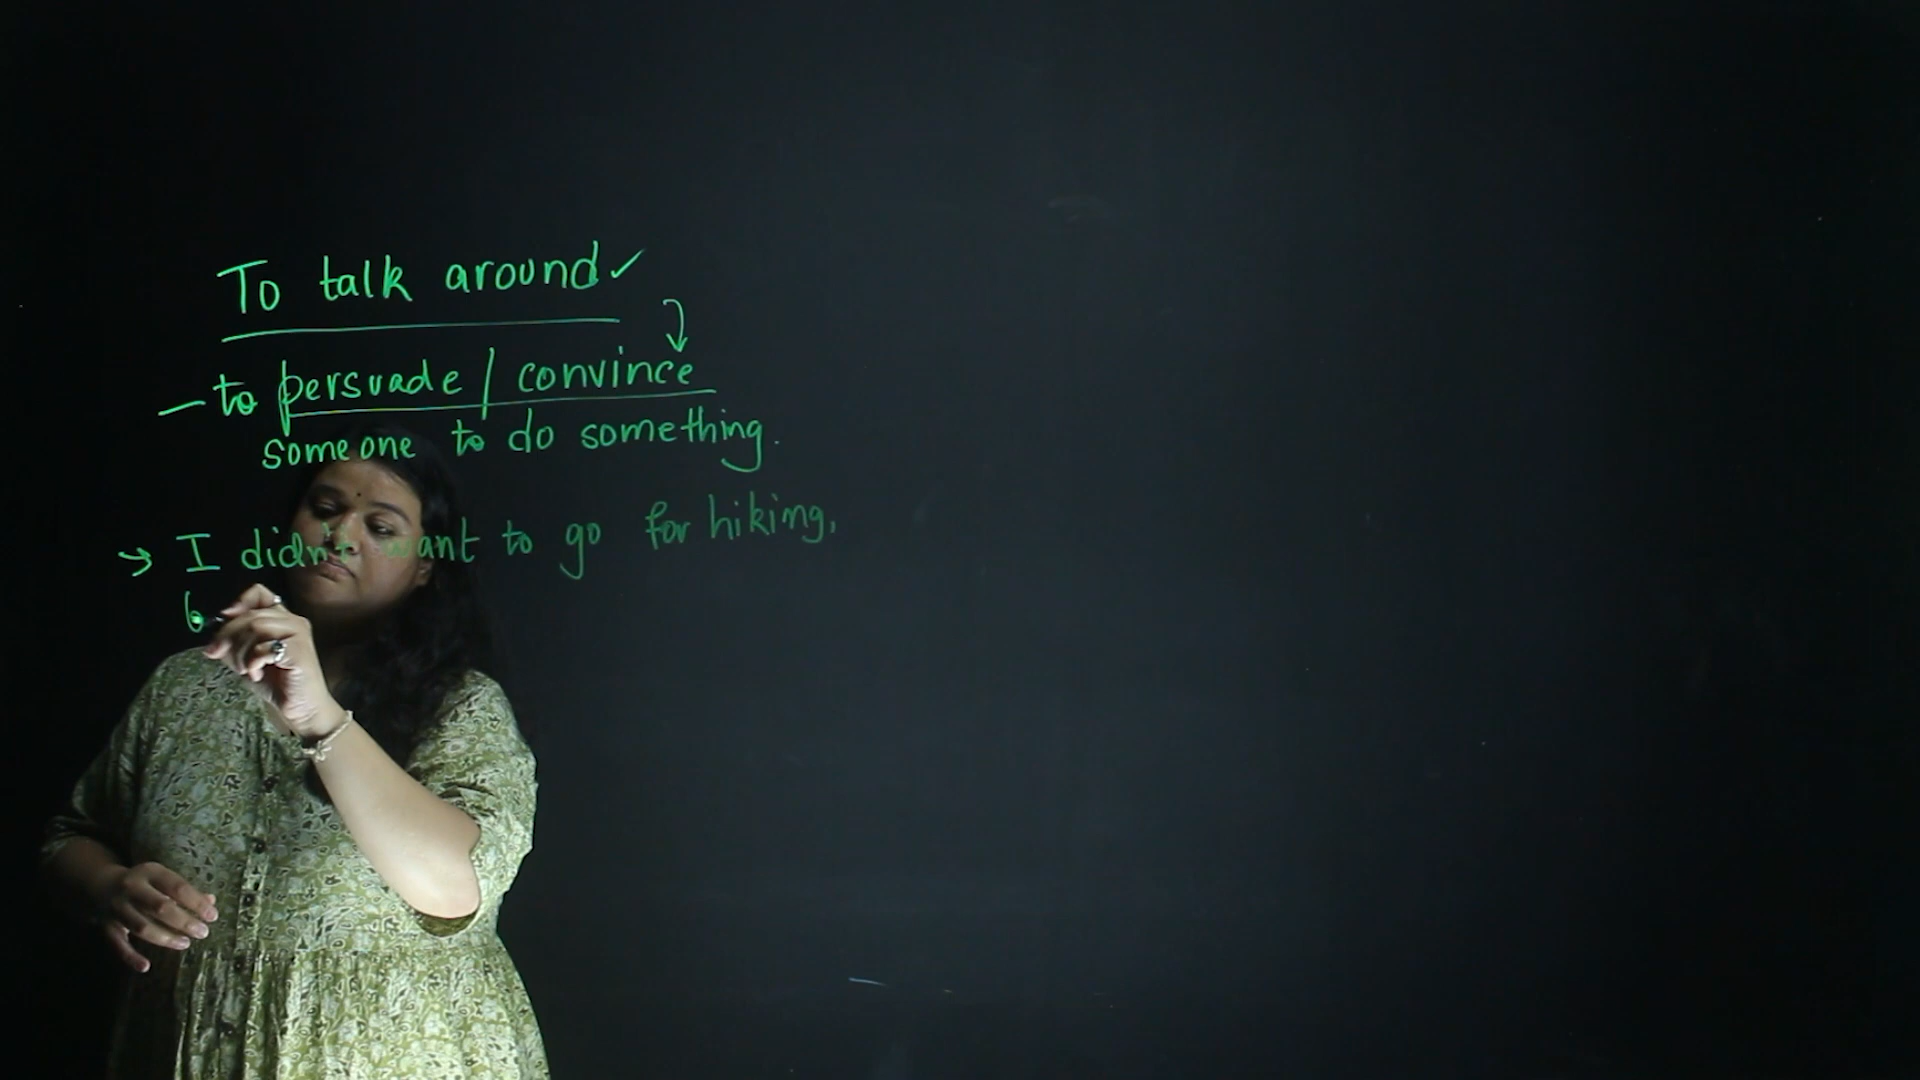 To talk around ✓
– to persuade / convince
someone to do something.
→ I didn't want to go for hiking,
b